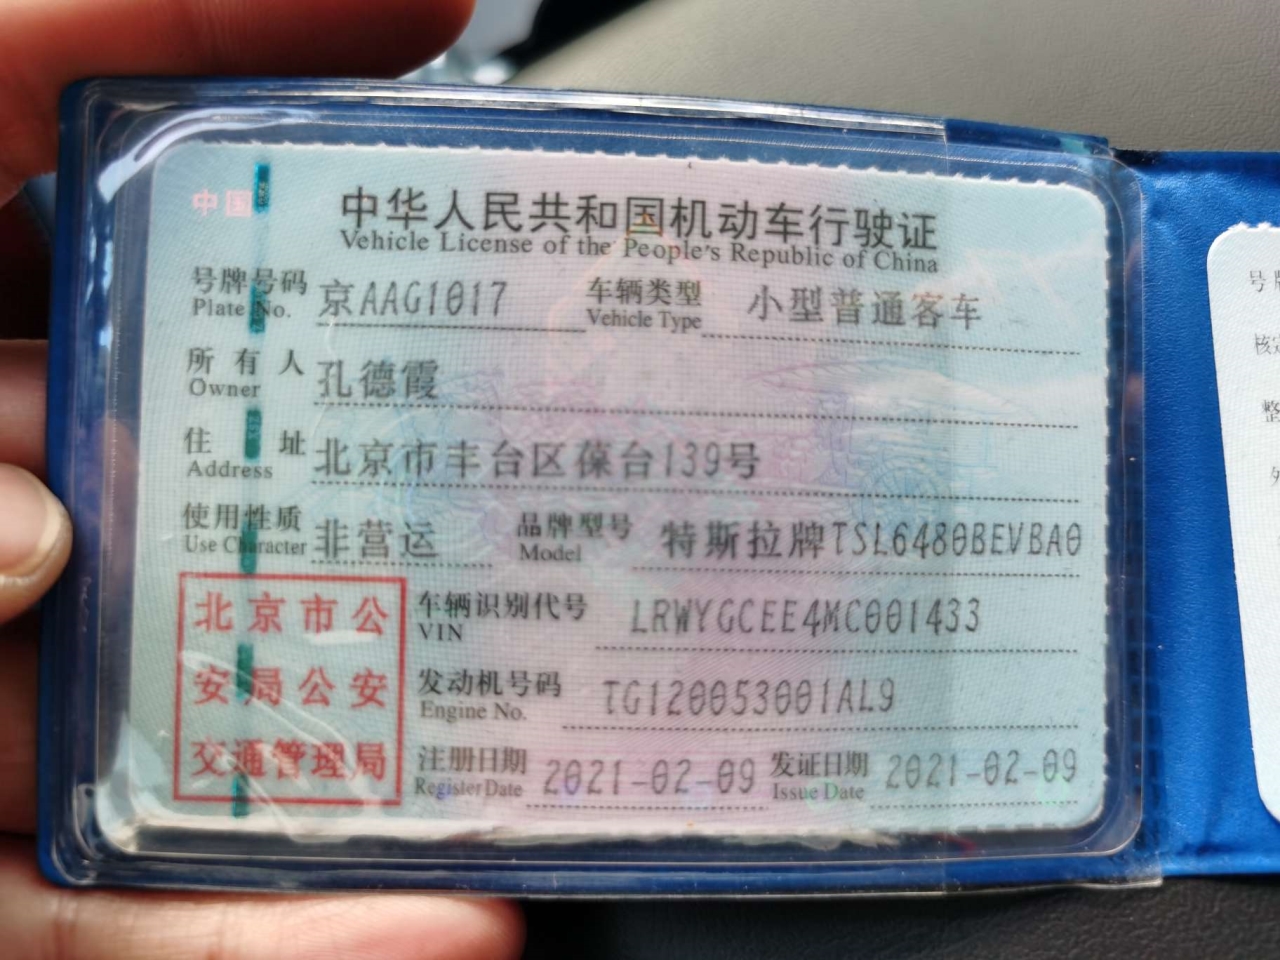 中国
中华人民共和国机动车行驶证
Vehicle License of the People's Republic of China
号牌号码 京AAG1017 车辆类型 小型普通客车
Plate No. Vehicle Type
所有人 孔德霞
Owner
住址 北京市丰台区葆台139号
Address
使用性质 非营运 品牌型号 特斯拉牌TSL6480BEVBA0
Use Character Model
北京市公
安局公安
交通管理局
车辆识别代号 LRWYGCEE4MC001433
VIN
发动机号码 TG120053001AL9
Engine No.
注册日期 2021-02-09 发证日期 2021-02-09
Register Date Issue Date
号牌
核定
整
外